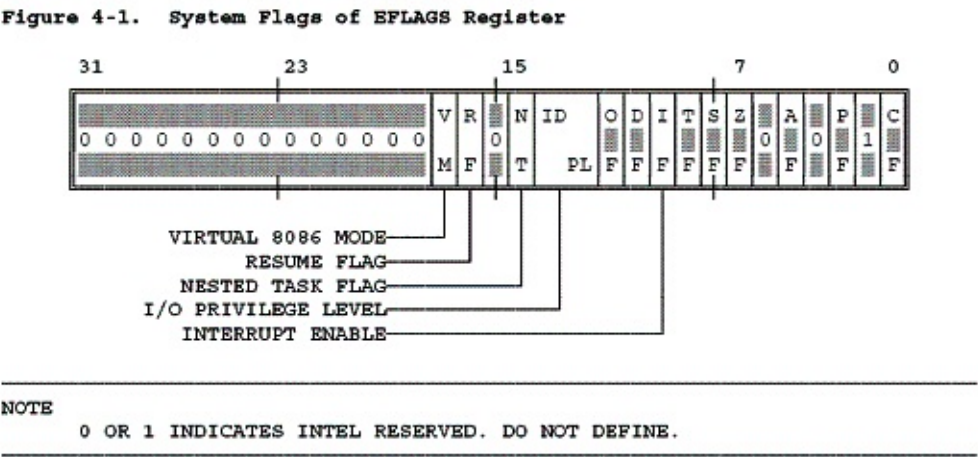 Figure 4-1. System Flags of EFLAGS Register
31 23 15 7 0
V R N ID O D I T S Z A P C
0 0 0 0 0 0 0 0 0 0 0 0 0 0 0 0 0 1
M F T PL F F F F F F F F F
VIRTUAL 8086 MODE
RESUME FLAG
NESTED TASK FLAG
I/O PRIVILEGE LEVEL
INTERRUPT ENABLE
NOTE
0 OR 1 INDICATES INTEL RESERVED. DO NOT DEFINE.